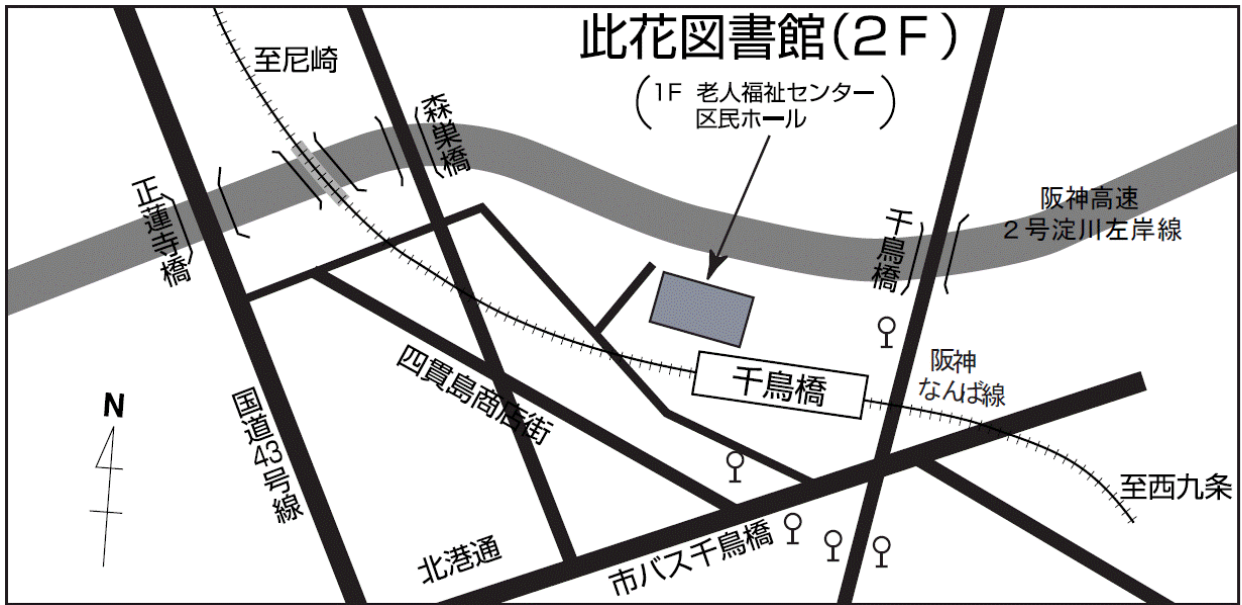 此花図書館(2F)
(1F 老人福祉センター
区民ホール)
至尼崎
森巣橋
正蓮寺橋
千鳥橋
阪神高速
2号淀川左岸線
阪神
なんば線
千鳥橋
四貫島商店街
国道43号線
N
至西九条
北港通
市バス千鳥橋